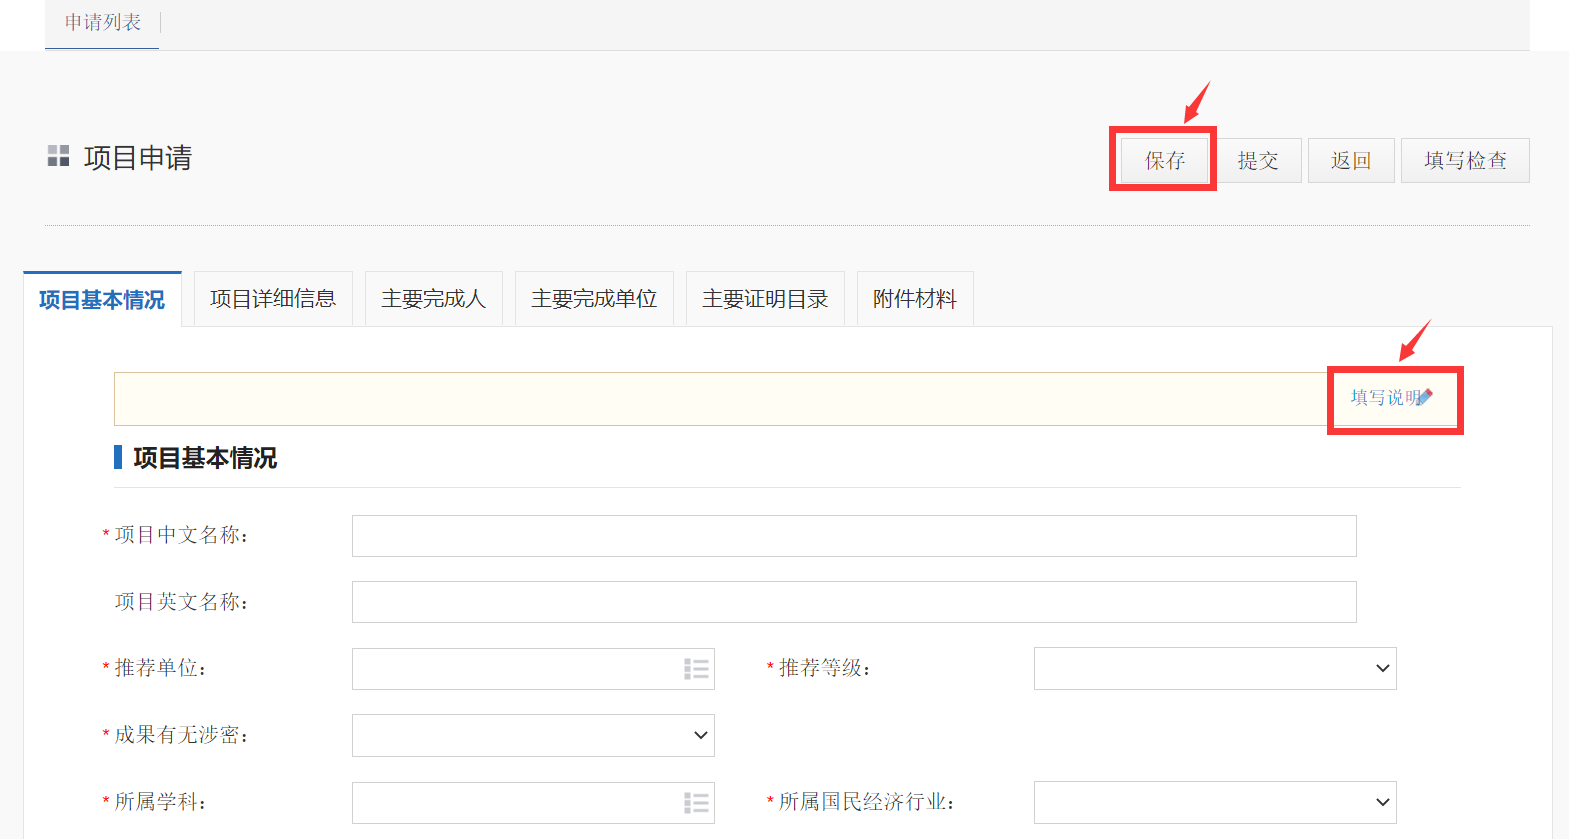 申请列表
项目申请
保存 提交 返回 填写检查
项目基本情况 项目详细信息 主要完成人 主要完成单位 主要证明目录 附件材料
填写说明
项目基本情况
* 项目中文名称：
项目英文名称：
* 推荐单位： * 推荐等级：
* 成果有无涉密：
* 所属学科： * 所属国民经济行业：